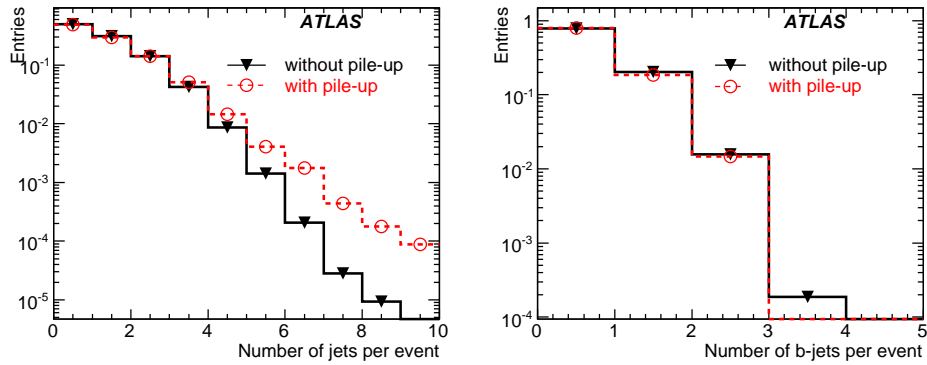 Entries
ATLAS
without pile-up
with pile-up
10^-1
10^-2
10^-3
10^-4
10^-5
0 2 4 6 8 10
Number of jets per event
Entries
ATLAS
without pile-up
with pile-up
1
10^-1
10^-2
10^-3
10^-4
0 1 2 3 4 5
Number of b-jets per event